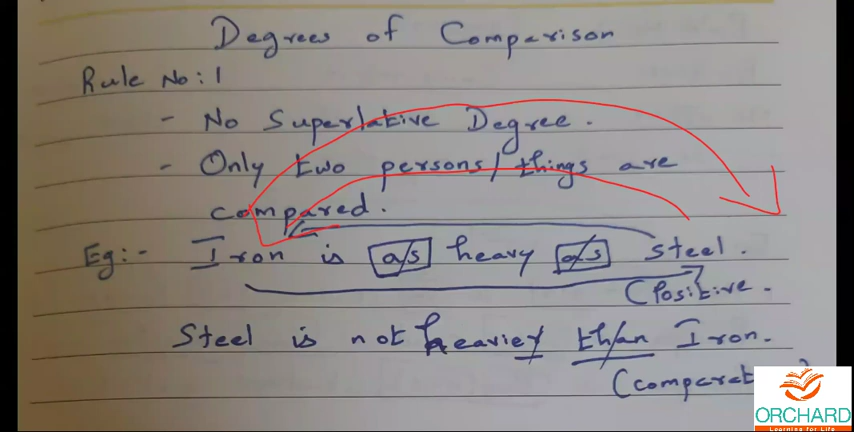 Degrees of Comparison
Rule No: 1
- No Superlative Degree.
- Only two persons/things are
compared.
Eg:- Iron is as heavy as steel.
(Positive.
Steel is not heavier than Iron.
(comparet
ORCHARD
Learning for Life